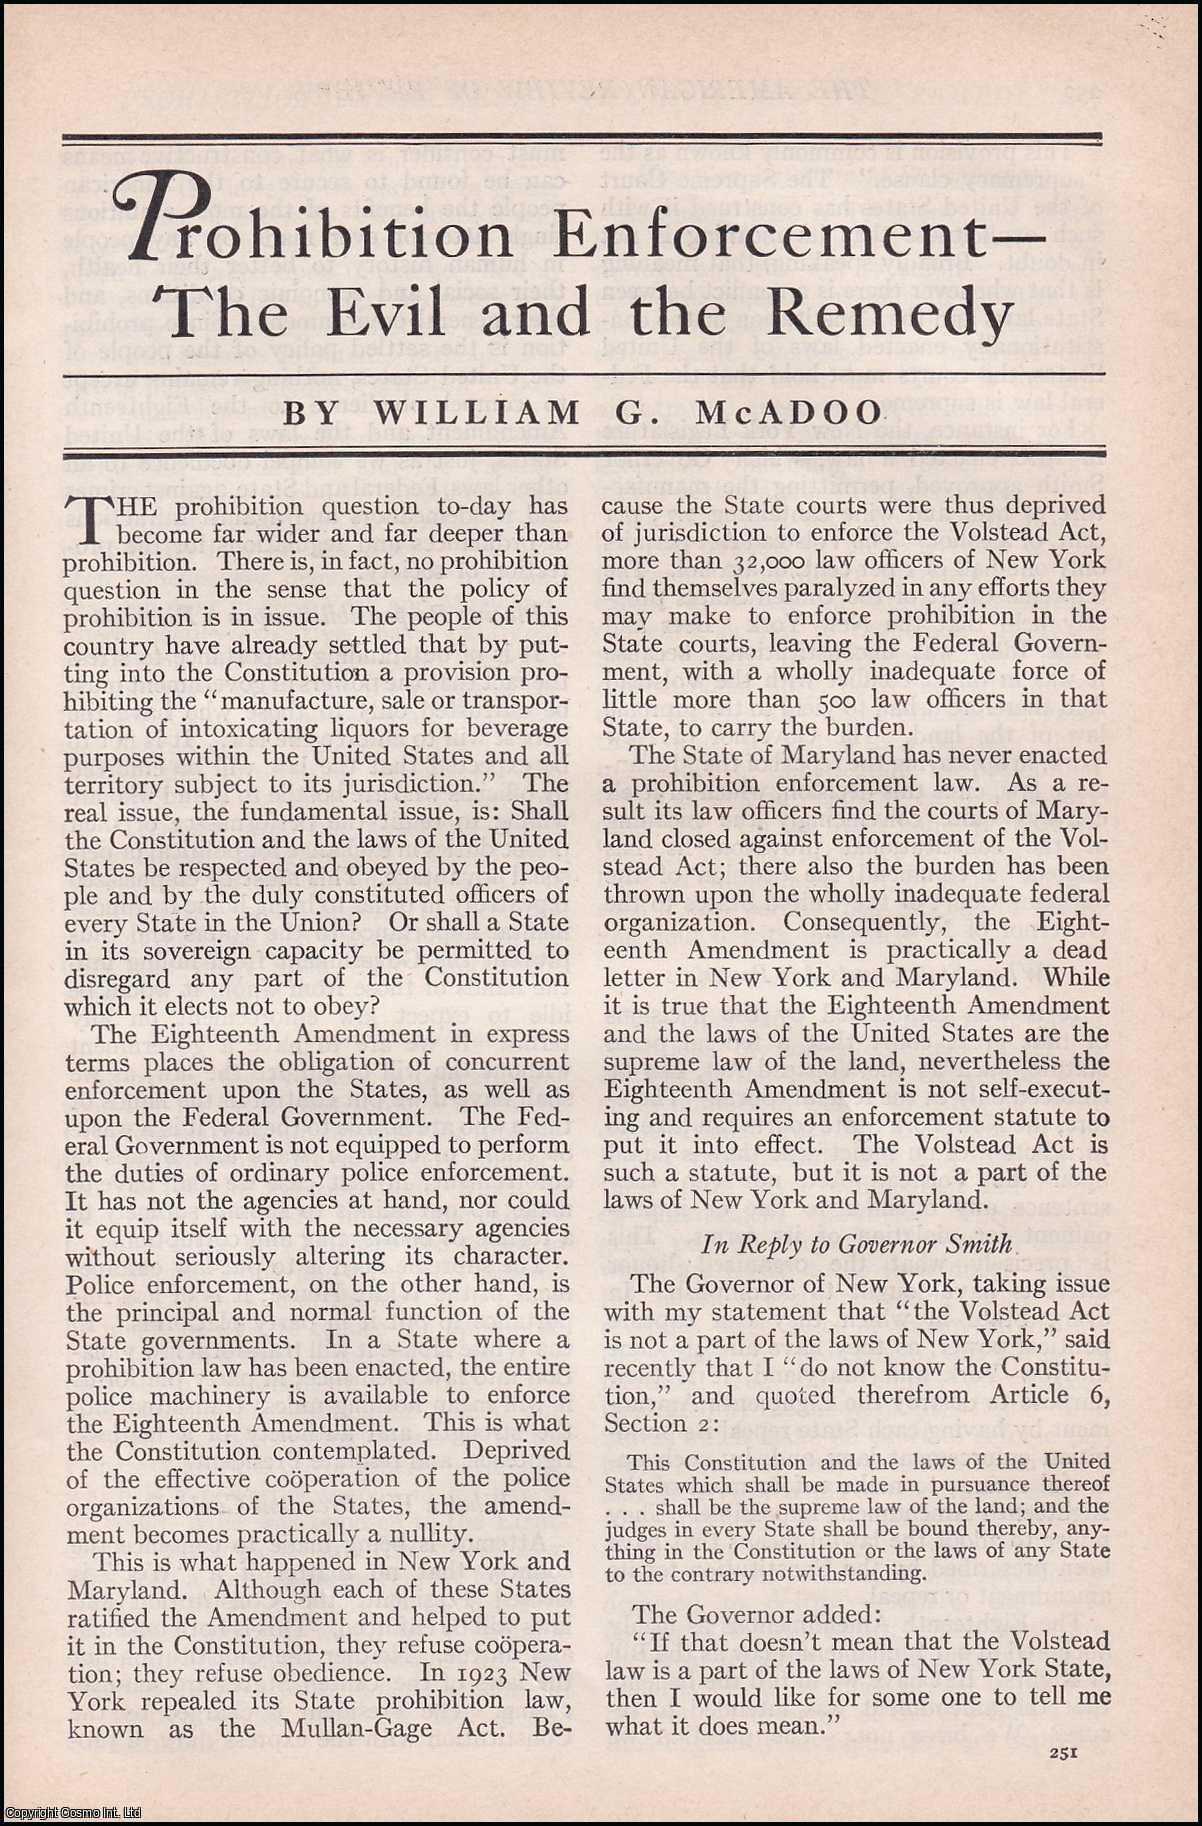 Prohibition Enforcement—
The Evil and the Remedy
BY WILLIAM G. McADOO
THE prohibition question to-day has
become far wider and far deeper than
prohibition. There is, in fact, no prohibition
question in the sense that the policy of
prohibition is in issue. The people of this
country have already settled that by put-
ting into the Constitution a provision pro-
hibiting the “manufacture, sale or transpor-
tation of intoxicating liquors for beverage
purposes within the United States and all
territory subject to its jurisdiction.” The
real issue, the fundamental issue, is: Shall
the Constitution and the laws of the United
States be respected and obeyed by the peo-
ple and by the duly constituted officers of
every State in the Union? Or shall a State
in its sovereign capacity be permitted to
disregard any part of the Constitution
which it elects not to obey?
The Eighteenth Amendment in express
terms places the obligation of concurrent
enforcement upon the States, as well as
upon the Federal Government. The Fed-
eral Government is not equipped to perform
the duties of ordinary police enforcement.
It has not the agencies at hand, nor could
it equip itself with the necessary agencies
without seriously altering its character.
Police enforcement, on the other hand, is
the principal and normal function of the
State governments. In a State where a
prohibition law has been enacted, the entire
police machinery is available to enforce
the Eighteenth Amendment. This is what
the Constitution contemplated. Deprived
of the effective coöperation of the police
organizations of the States, the amend-
ment becomes practically a nullity.
This is what happened in New York and
Maryland. Although each of these States
ratified the Amendment and helped to put
it in the Constitution, they refuse coöpera-
tion; they refuse obedience. In 1923 New
York repealed its State prohibition law,
known as the Mullan-Gage Act. Be-
cause the State courts were thus deprived
of jurisdiction to enforce the Volstead Act,
more than 32,000 law officers of New York
find themselves paralyzed in any efforts they
may make to enforce prohibition in the
State courts, leaving the Federal Govern-
ment, with a wholly inadequate force of
little more than 500 law officers in that
State, to carry the burden.
The State of Maryland has never enacted
a prohibition enforcement law. As a re-
sult its law officers find the courts of Mary-
land closed against enforcement of the Vol-
stead Act; there also the burden has been
thrown upon the wholly inadequate federal
organization. Consequently, the Eight-
eenth Amendment is practically a dead
letter in New York and Maryland. While
it is true that the Eighteenth Amendment
and the laws of the United States are the
supreme law of the land, nevertheless the
Eighteenth Amendment is not self-execut-
ing and requires an enforcement statute to
put it into effect. The Volstead Act is
such a statute, but it is not a part of the
laws of New York and Maryland.
In Reply to Governor Smith
The Governor of New York, taking issue
with my statement that “the Volstead Act
is not a part of the laws of New York,” said
recently that I “do not know the Constitu-
tion,” and quoted therefrom Article 6,
Section 2:
This Constitution and the laws of the United
States which shall be made in pursuance thereof
. . . shall be the supreme law of the land; and the
judges in every State shall be bound thereby, any-
thing in the Constitution or the laws of any State
to the contrary notwithstanding.
The Governor added:
“If that doesn’t mean that the Volstead
law is a part of the laws of New York State,
then I would like for some one to tell me
what it does mean.”
251
Copyright Cosmo Int. Ltd